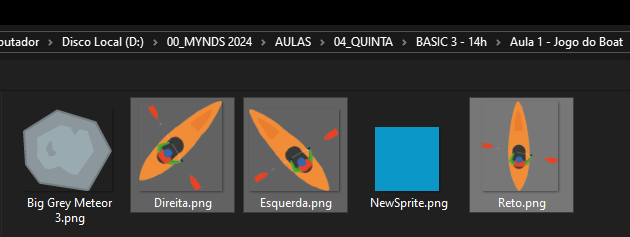 putador > Disco Local (D:) > 00_MYNDS 2024 > AULAS > 04_QUINTA > BASIC 3 - 14h > Aula 1 - Jogo do Boat
Big Grey Meteor
3.png
Direita.png
Esquerda.png
NewSprite.png
Reto.png